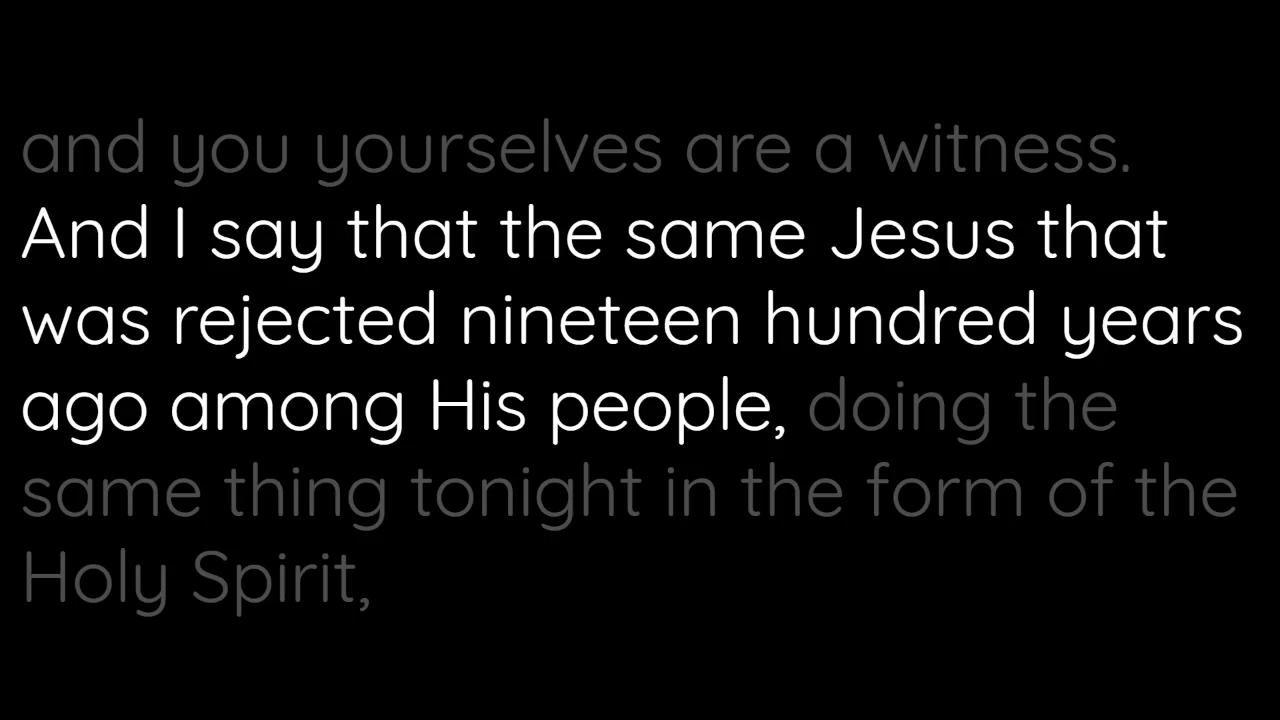 and you yourselves are a witness.
And I say that the same Jesus that
was rejected nineteen hundred years
ago among His people, doing the
same thing tonight in the form of the
Holy Spirit,